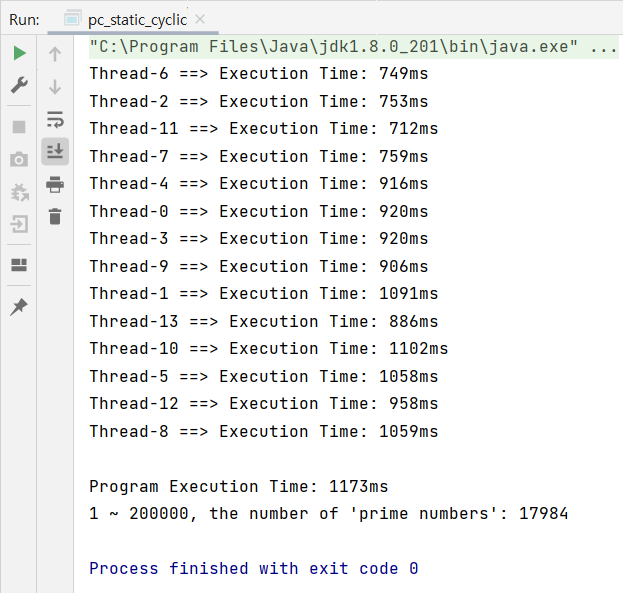 Run: pc_static_cyclic
"C:\Program Files\Java\jdk1.8.0_201\bin\java.exe" ...
Thread-6 ==> Execution Time: 749ms
Thread-2 ==> Execution Time: 753ms
Thread-11 ==> Execution Time: 712ms
Thread-7 ==> Execution Time: 759ms
Thread-4 ==> Execution Time: 916ms
Thread-0 ==> Execution Time: 920ms
Thread-3 ==> Execution Time: 920ms
Thread-9 ==> Execution Time: 906ms
Thread-1 ==> Execution Time: 1091ms
Thread-13 ==> Execution Time: 886ms
Thread-10 ==> Execution Time: 1102ms
Thread-5 ==> Execution Time: 1058ms
Thread-12 ==> Execution Time: 958ms
Thread-8 ==> Execution Time: 1059ms
Program Execution Time: 1173ms
1 ~ 200000, the number of 'prime numbers': 17984
Process finished with exit code 0